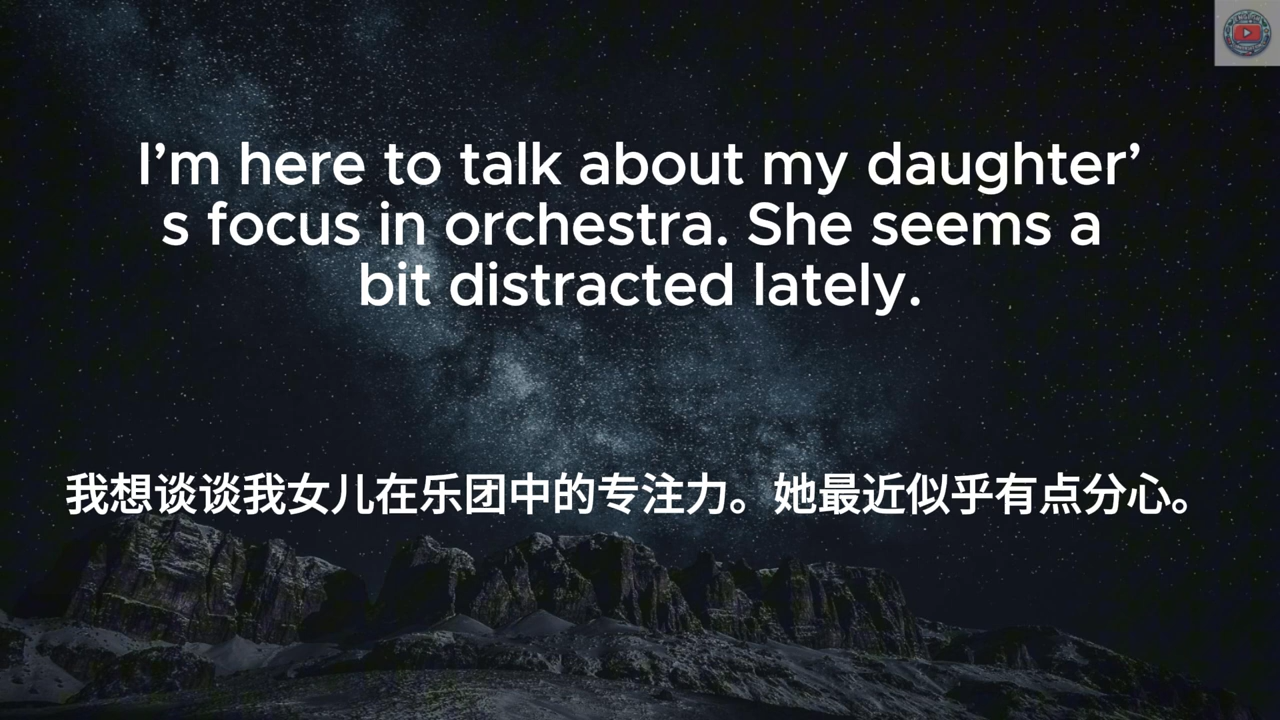 I’m here to talk about my daughter’
s focus in orchestra. She seems a
bit distracted lately.
我想谈谈我女儿在乐团中的专注力。她最近似乎有点分心。